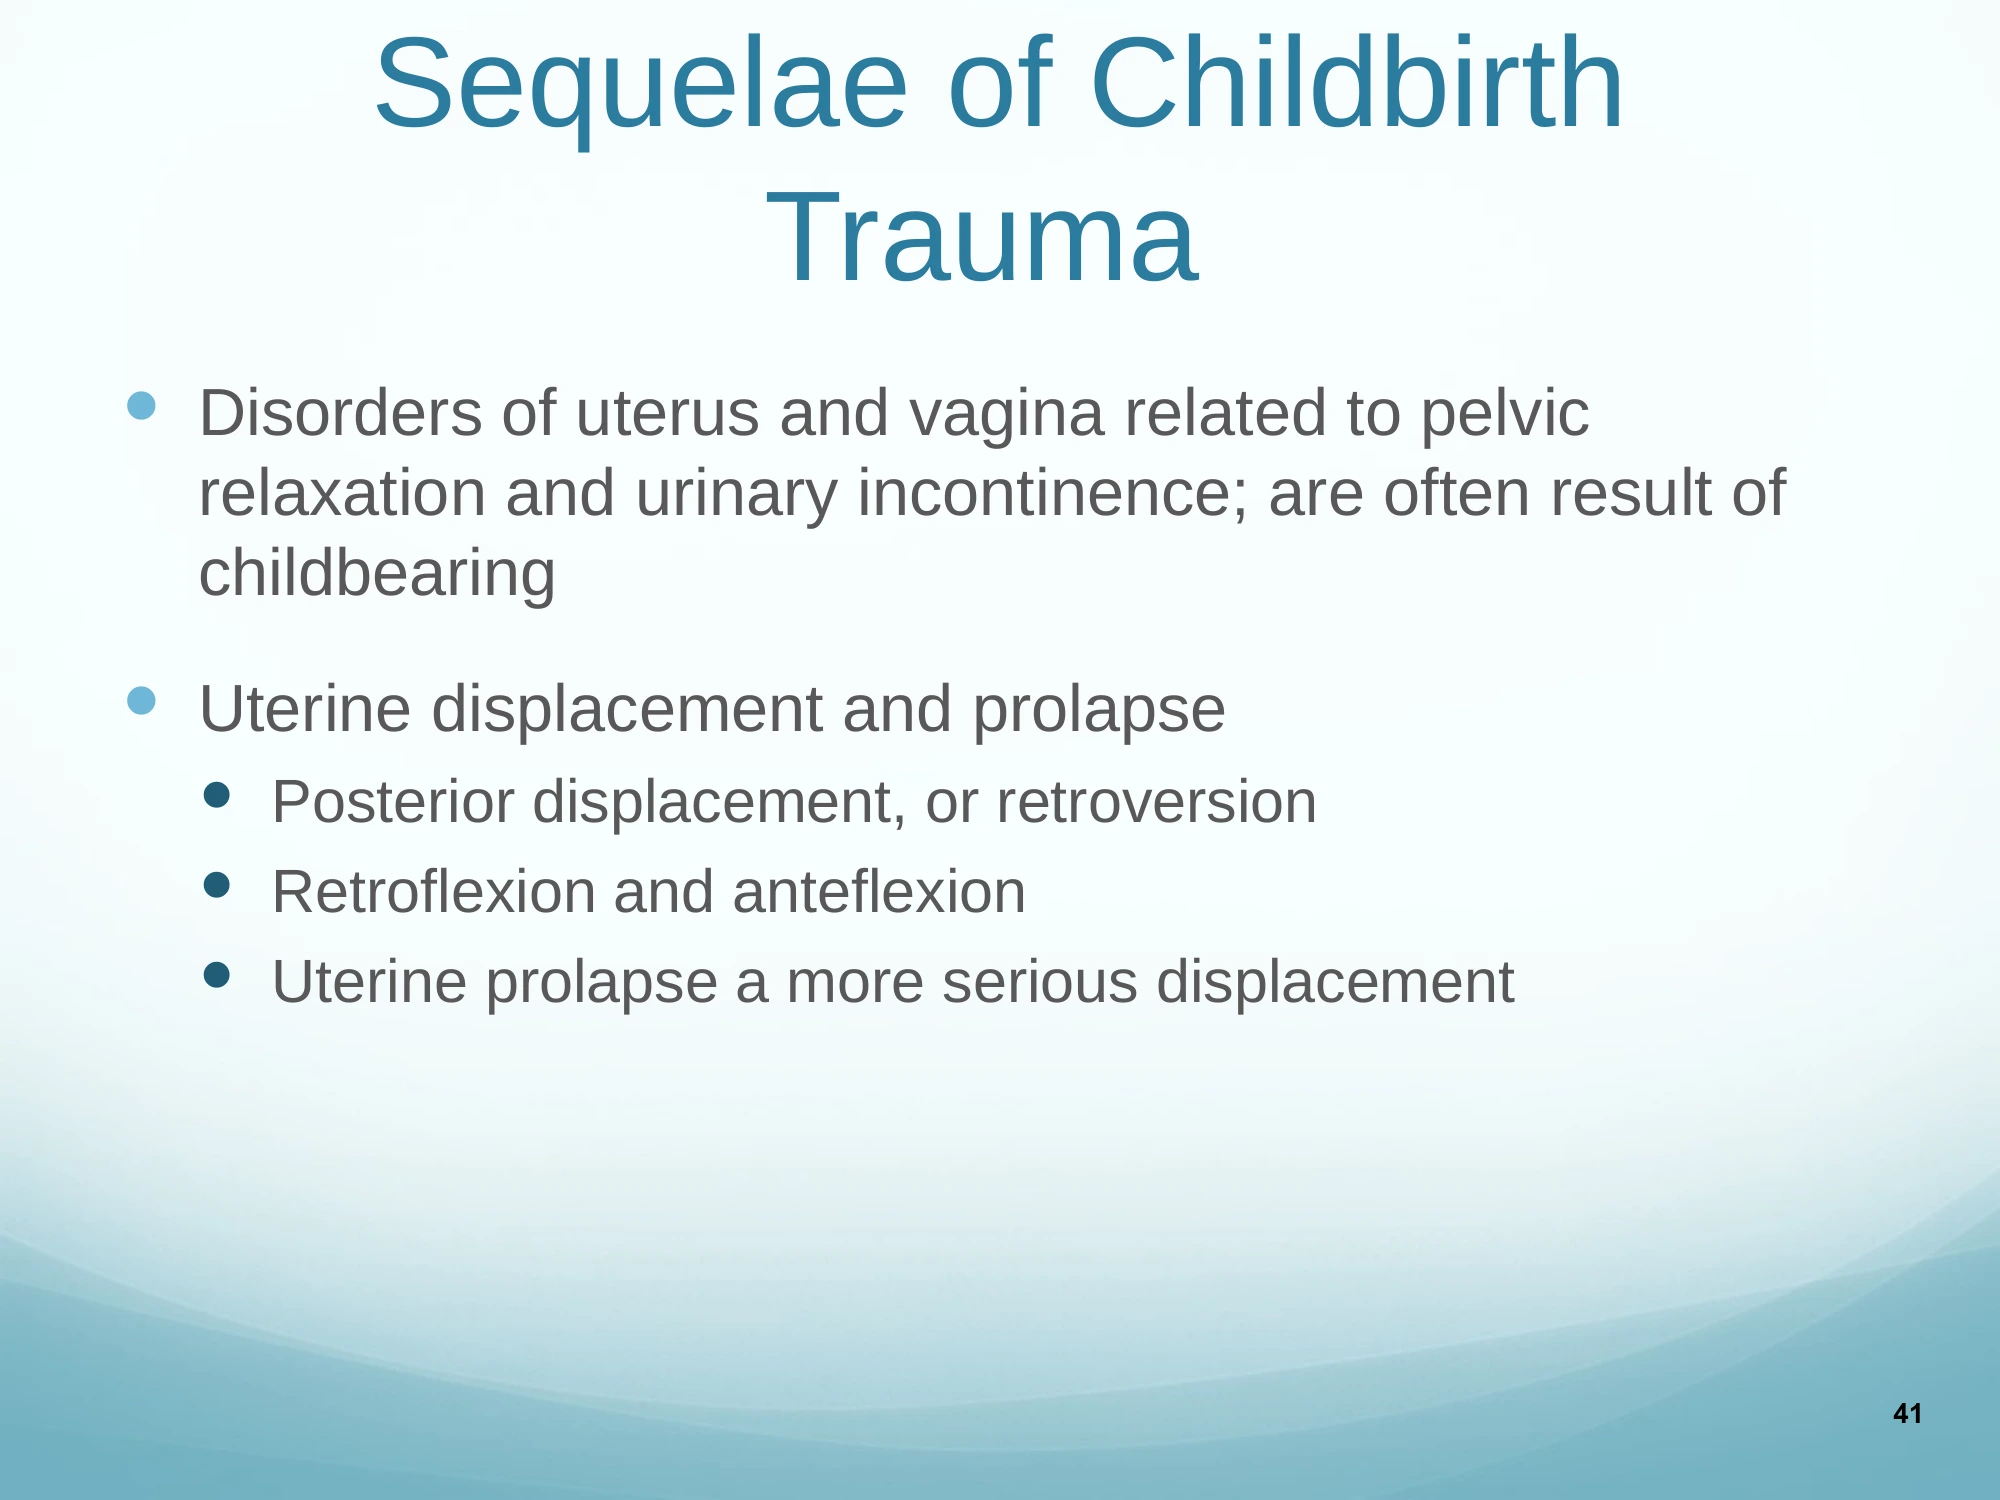 Sequelae of Childbirth
Trauma
• Disorders of uterus and vagina related to pelvic
relaxation and urinary incontinence; are often result of
childbearing
• Uterine displacement and prolapse
• Posterior displacement, or retroversion
• Retroflexion and anteflexion
• Uterine prolapse a more serious displacement
41